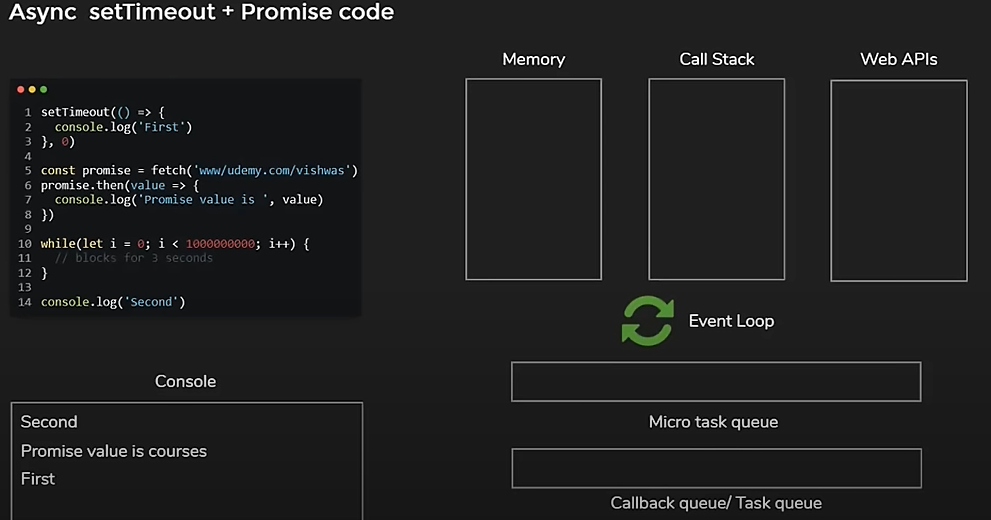 Async setTimeout + Promise code
Memory
Call Stack
Web APIs
1 setTimeout(() => {
2 console.log('First')
3 }, 0)
4
5 const promise = fetch('www/udemy.com/vishwas')
6 promise.then(value => {
7 console.log('Promise value is ', value)
8 })
9
10 while(let i = 0; i < 1000000000; i++) {
11 // blocks for 3 seconds
12 }
13
14 console.log('Second')
Event Loop
Console
Second
Promise value is courses
First
Micro task queue
Callback queue/ Task queue